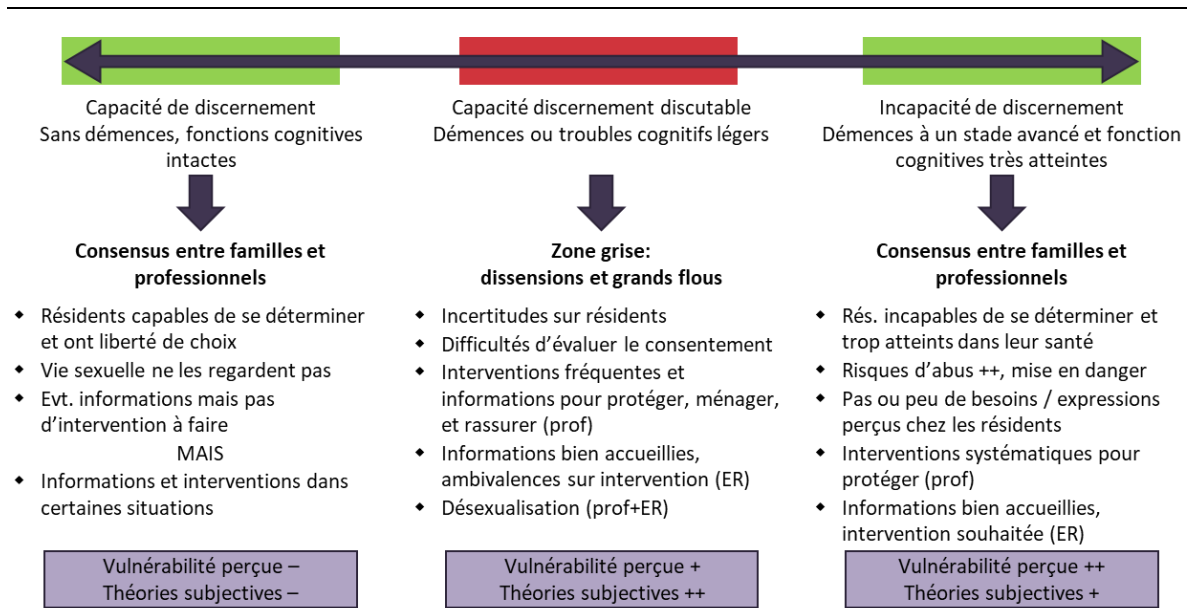 Capacité de discernement
Sans démences, fonctions cognitives
intactes
Consensus entre familles et
professionnels
◆ Résidents capables de se déterminer
et ont liberté de choix
◆ Vie sexuelle ne les regardent pas
◆ Evt. informations mais pas
d'intervention à faire
MAIS
◆ Informations et interventions dans
certaines situations
Vulnérabilité perçue –
Théories subjectives –
Capacité discernement discutable
Démences ou troubles cognitifs légers
Zone grise:
dissensions et grands flous
◆ Incertitudes sur résidents
◆ Difficultés d'évaluer le consentement
◆ Interventions fréquentes et
informations pour protéger, ménager,
et rassurer (prof)
◆ Informations bien accueillies,
ambivalences sur intervention (ER)
◆ Désexualisation (prof+ER)
Vulnérabilité perçue +
Théories subjectives ++
Incapacité de discernement
Démences à un stade avancé et fonction
cognitives très atteintes
Consensus entre familles et
professionnels
◆ Rés. incapables de se déterminer et
trop atteints dans leur santé
◆ Risques d'abus ++, mise en danger
◆ Pas ou peu de besoins / expressions
perçus chez les résidents
◆ Interventions systématiques pour
protéger (prof)
◆ Informations bien accueillies,
intervention souhaitée (ER)
Vulnérabilité perçue ++
Théories subjectives +